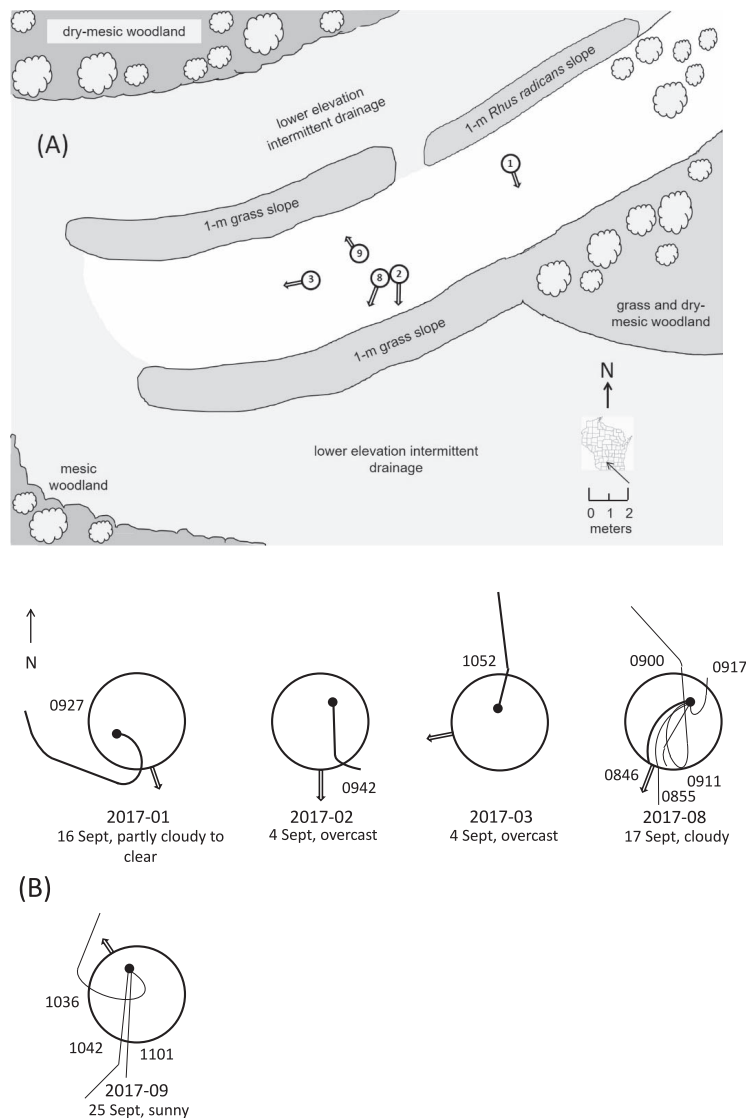 dry-mesic woodland
lower elevation
intermittent drainage
1-m Rhus radicans slope
(A)
1
1-m grass slope
9
3
8
2
grass and dry-
mesic woodland
1-m grass slope
N
lower elevation intermittent
drainage
mesic
woodland
0 1 2
meters
N
0927
2017-01
16 Sept, partly cloudy to
clear
0942
2017-02
4 Sept, overcast
1052
2017-03
4 Sept, overcast
0900
0917
0846
0911
0855
2017-08
17 Sept, cloudy
(B)
1036
1042
1101
2017-09
25 Sept, sunny